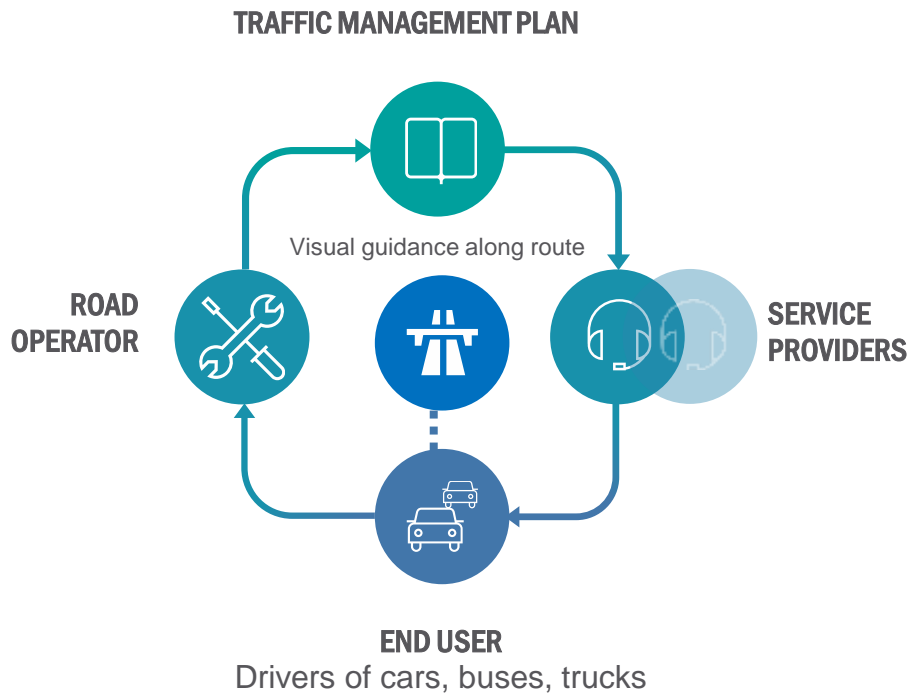 TRAFFIC MANAGEMENT PLAN
Visual guidance along route
ROAD
OPERATOR
SERVICE
PROVIDERS
END USER
Drivers of cars, buses, trucks